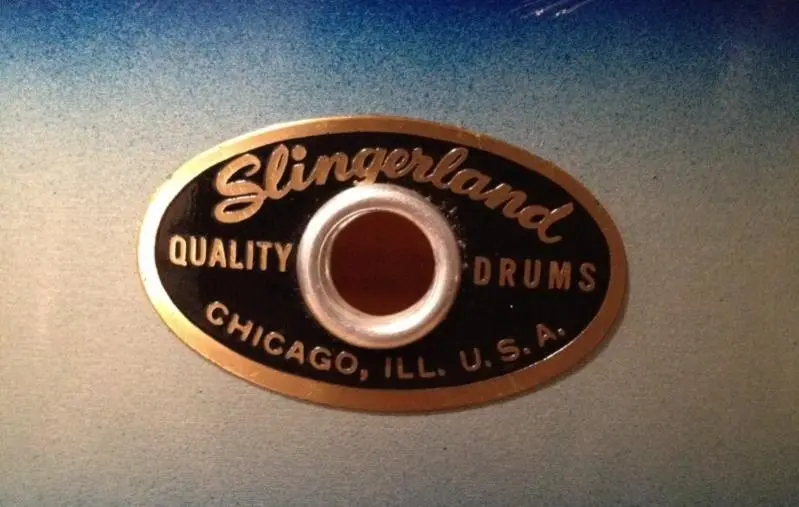 Slingerland
QUALITY DRUMS
CHICAGO, ILL. U.S.A.